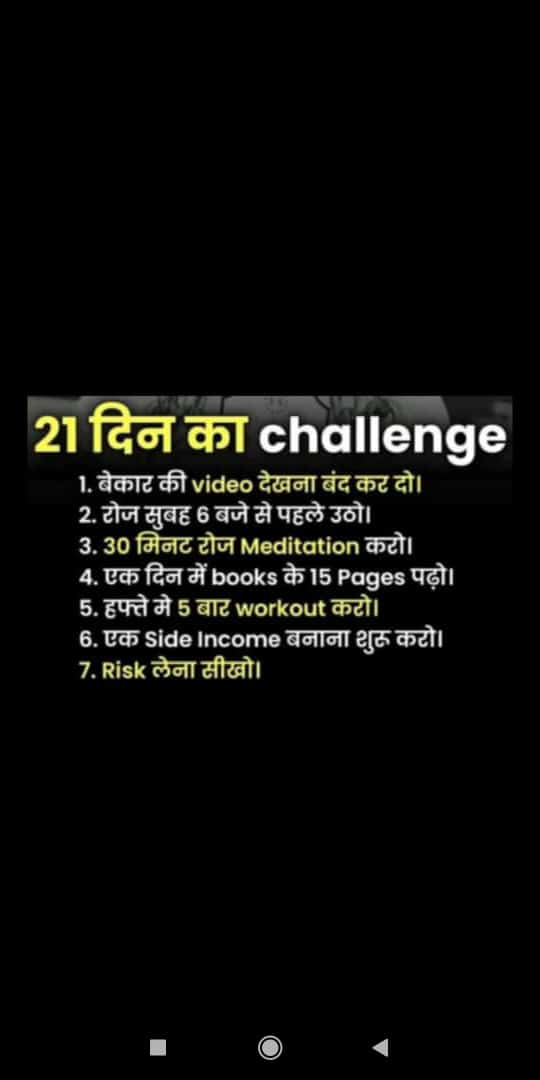 21 दिन का challenge
1. बेकार की video देखना बंद कर दो।
2. रोज सुबह 6 बजे से पहले उठो।
3. 30 मिनट रोज Meditation करो।
4. एक दिन में books के 15 Pages पढ़ो।
5. हफ्ते मे 5 बार workout करो।
6. एक Side Income बनाना शुरू करो।
7. Risk लेना सीखो।